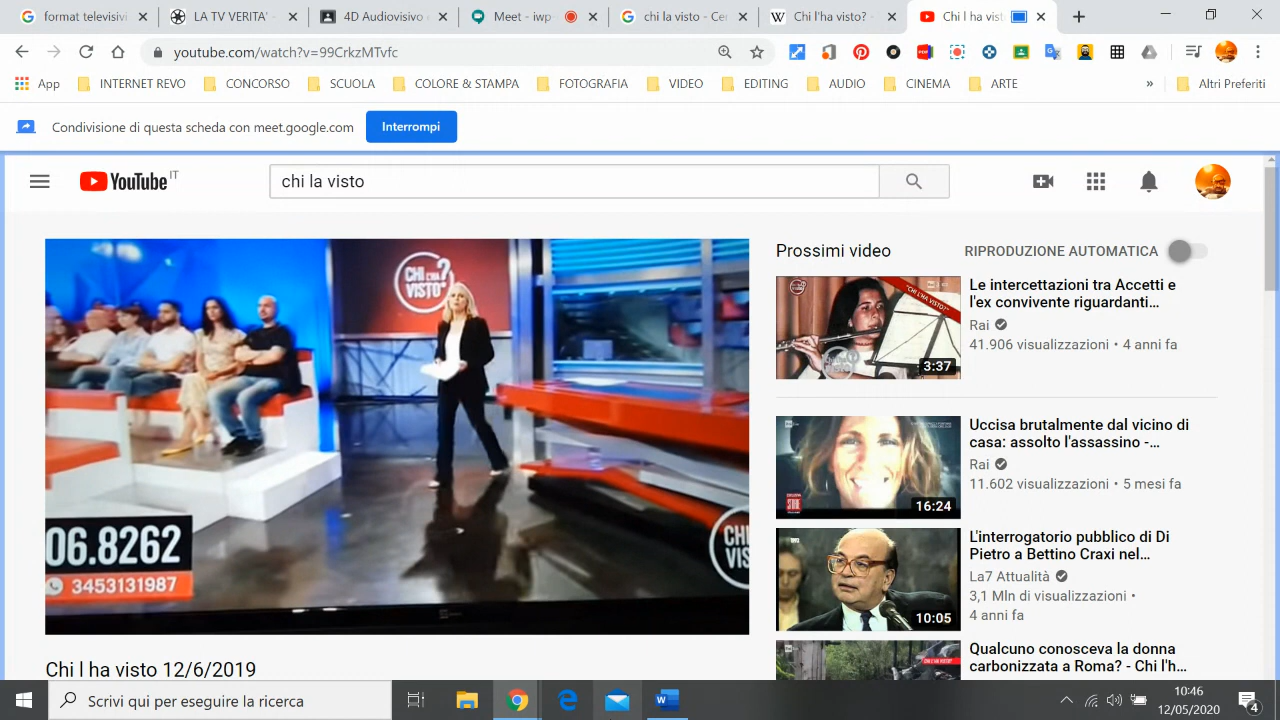 format televisivi
LA TV VERITA' -
4D Audiovisivo e
Meet - iwp-
chi la visto - Cer
Chi l'ha visto? -
Chi l ha vist
youtube.com/watch?v=99CrkzMTvfc
App
INTERNET REVO
CONCORSO
SCUOLA
COLORE & STAMPA
FOTOGRAFIA
VIDEO
EDITING
AUDIO
CINEMA
ARTE
»
Altri Preferiti
Condivisione di questa scheda con meet.google.com
Interrompi
YouTube IT
chi la visto
CHI L'HA
VISTO?
06.8262
3453131987
CHI
VIS
Chi l ha visto 12/6/2019
Prossimi video
RIPRODUZIONE AUTOMATICA
"CHI L'HA VISTO?"
3:37
Le intercettazioni tra Accetti e
l'ex convivente riguardanti...
Rai
41.906 visualizzazioni • 4 anni fa
16:24
Uccisa brutalmente dal vicino di
casa: assolto l'assassino -...
Rai
11.602 visualizzazioni • 5 mesi fa
10:05
L'interrogatorio pubblico di Di
Pietro a Bettino Craxi nel...
La7 Attualità
3,1 Mln di visualizzazioni •
4 anni fa
Qualcuno conosceva la donna
carbonizzata a Roma? - Chi l'h...
Scrivi qui per eseguire la ricerca
10:46
12/05/2020
4